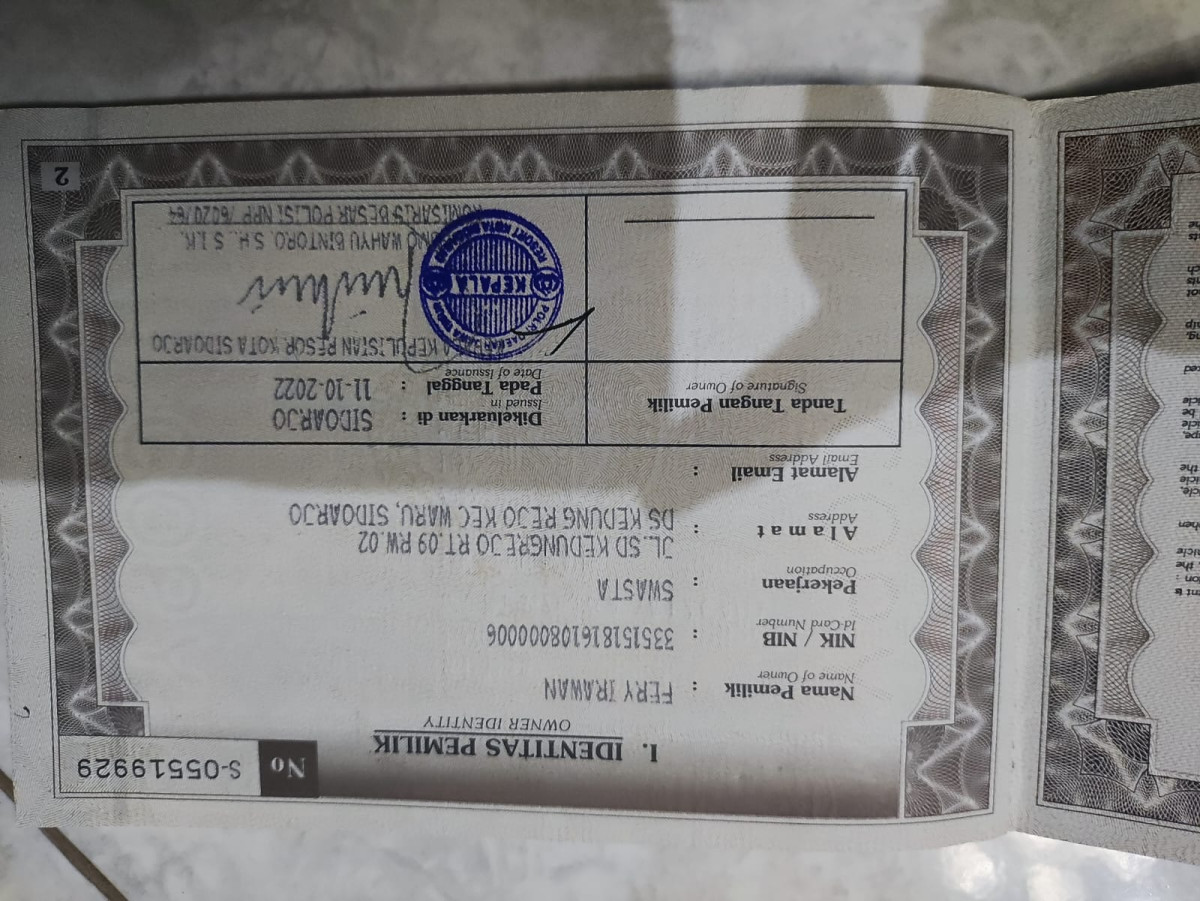 No S-05519929
I. IDENTITAS PEMILIK
OWNER IDENTITY
Nama Pemilik : FERY IRAWAN
Name of Owner
NIK / NIB : 3351518161080000006
Id-Card Number
Pekerjaan : SWASTA
Occupation
Alamat : JL.SD KEDUNGREJO RT.09 RW.02
Address DS KEDUNG REJO KEC WARU, SIDOARJO
Alamat Email :
Email Address
Tanda Tangan Pemilik
Signature of Owner
Dikeluarkan di : SIDOARJO
Issued in
Pada Tanggal : 11-10-2022
Date of Issuance
KEPOLISIAN RESOR KOTA SIDOARJO
KEPALA
WAHYU BINTORO, S.H., S.I.K.
KOMISARIS BESAR POLISI NRP
2